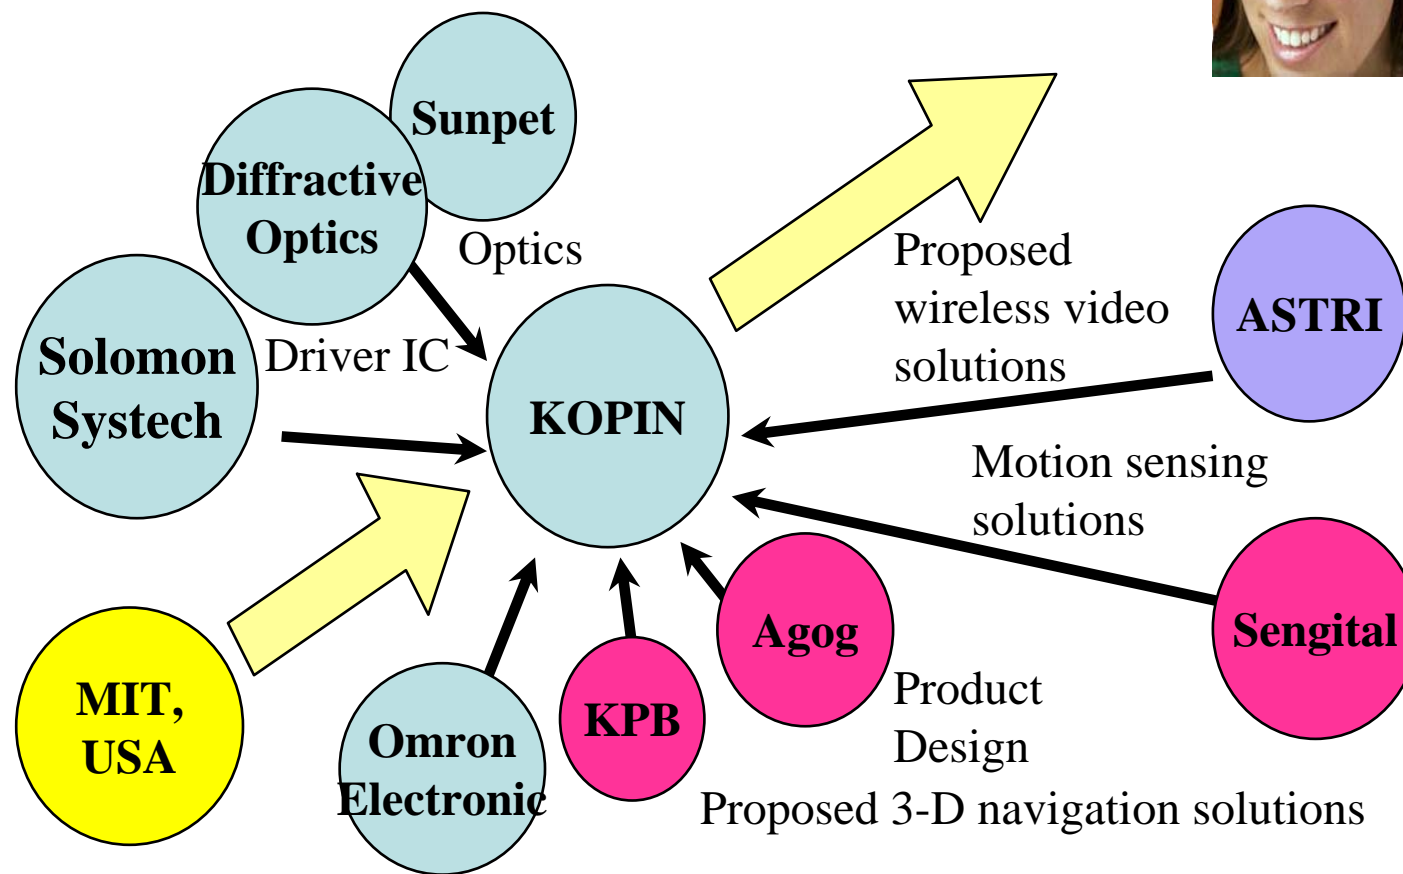 Sunpet
Diffractive
Optics
Optics
Solomon
Systech
Driver IC
KOPIN
Proposed
wireless video
solutions
ASTRI
Motion sensing
solutions
Sengital
MIT,
USA
Omron
Electronic
KPB
Agog
Product
Design
Proposed 3-D navigation solutions